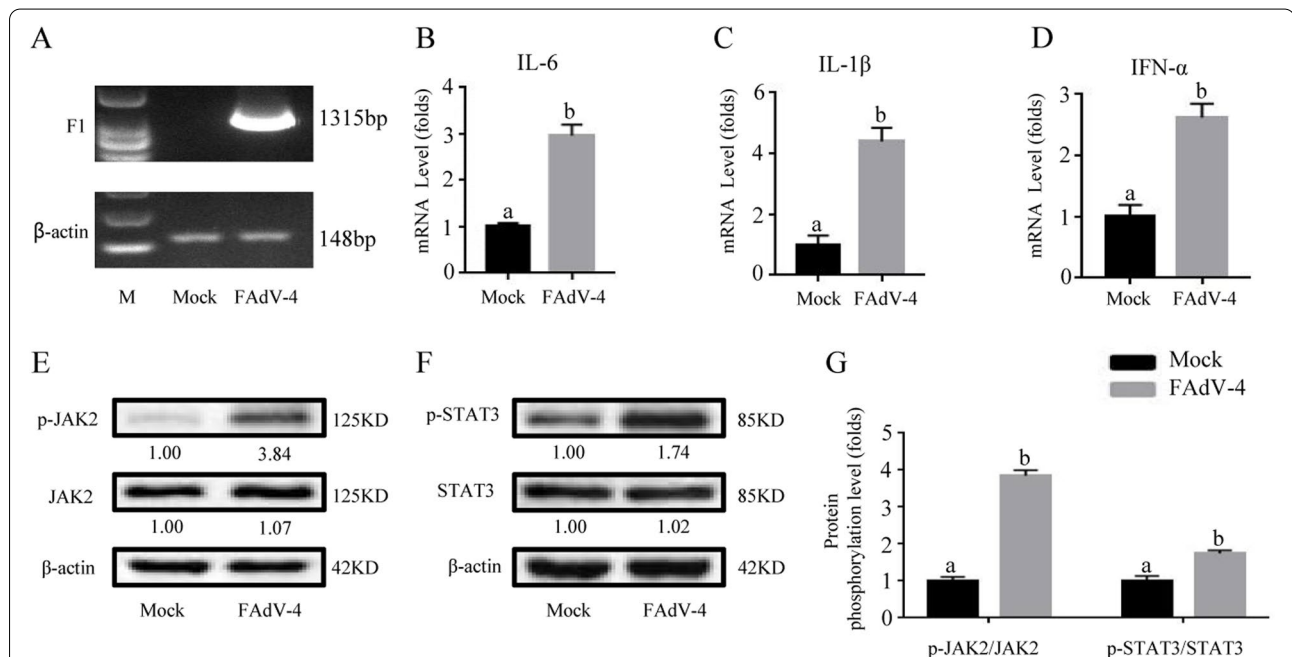 A
F1
1315bp
β-actin
148bp
M Mock FAdV-4
B
IL-6
mRNA Level (folds)
4
3
2
1
0
a
b
Mock FAdV-4
C
IL-1β
mRNA Level (folds)
6
4
2
0
a
b
Mock FAdV-4
D
IFN-α
mRNA Level (folds)
3
2
1
0
a
b
Mock FAdV-4
E
p-JAK2 125KD
1.00 3.84
JAK2 125KD
1.00 1.07
β-actin 42KD
Mock FAdV-4
F
p-STAT3 85KD
1.00 1.74
STAT3 85KD
1.00 1.02
β-actin 42KD
Mock FAdV-4
G
Mock
FAdV-4
Protein
phosphorylation level (folds)
5
4
3
2
1
0
a
b
a
b
p-JAK2/JAK2 p-STAT3/STAT3